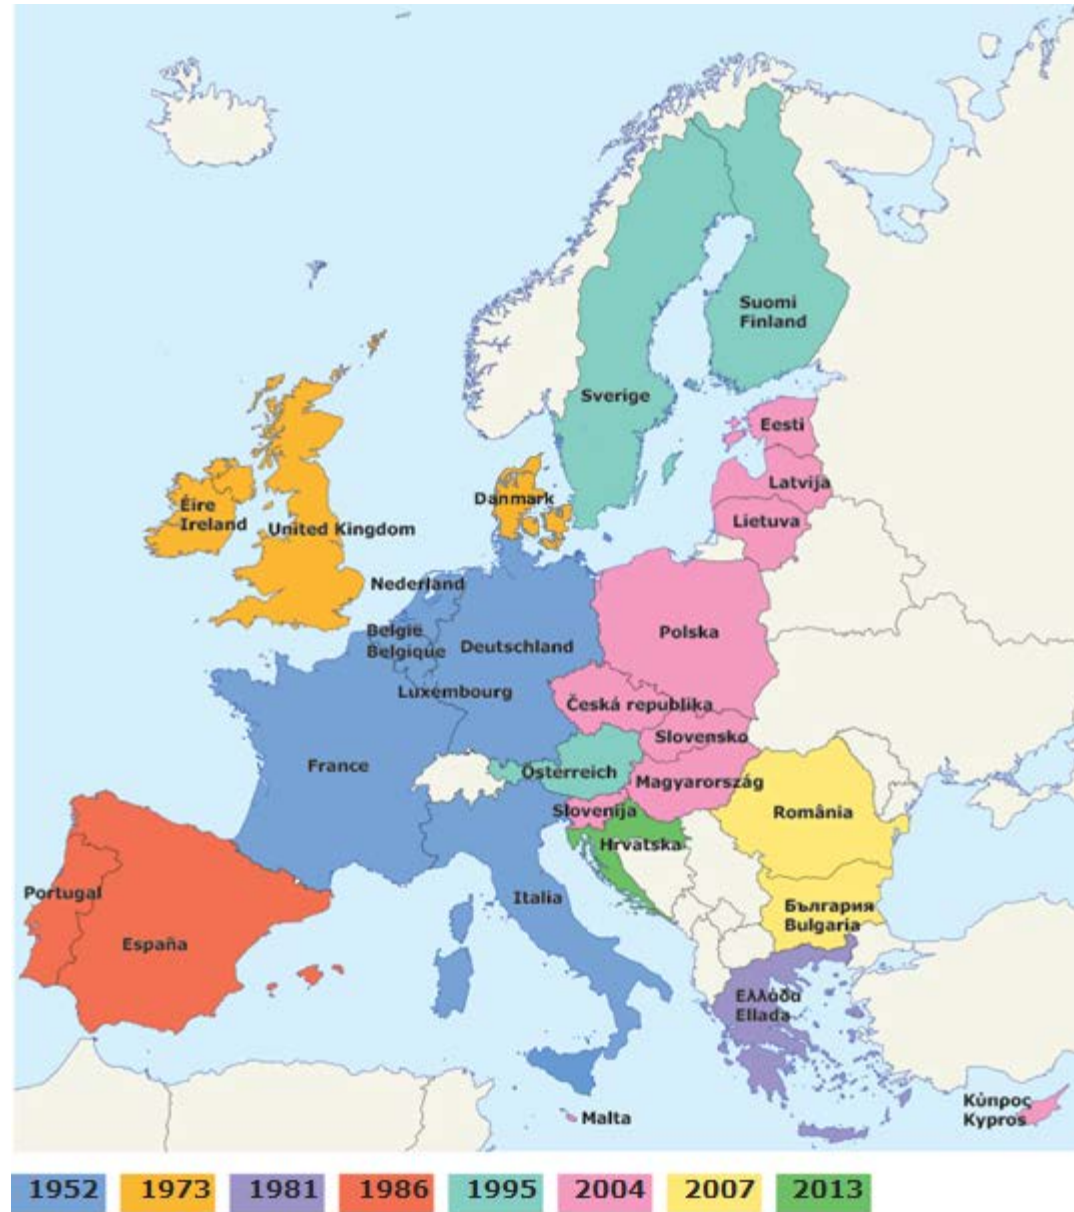 Suomi
Finland
Sverige
Eesti
Latvija
Lietuva
Danmark
Éire
Ireland
United Kingdom
Nederland
België
Belgique
Deutschland
Polska
Luxembourg
Česká republika
Slovensko
France
Österreich
Magyarország
Slovenija
România
Hrvatska
Portugal
Italia
България
Bulgaria
España
Ελλάδα
Ellada
Κύπρος
Kypros
Malta
1952 1973 1981 1986 1995 2004 2007 2013